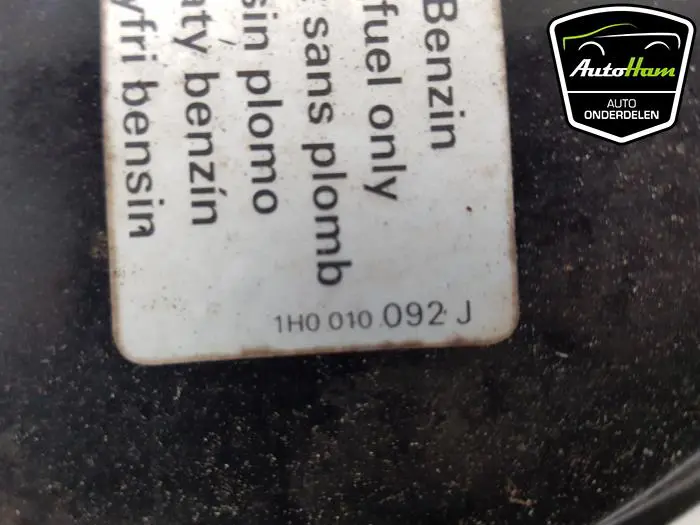 Benzin
fuel only
sans plomb
sin plomo
aty benzín
yfri bensin
1H0 010 092 J
AutoHam
AUTO
ONDERDELEN